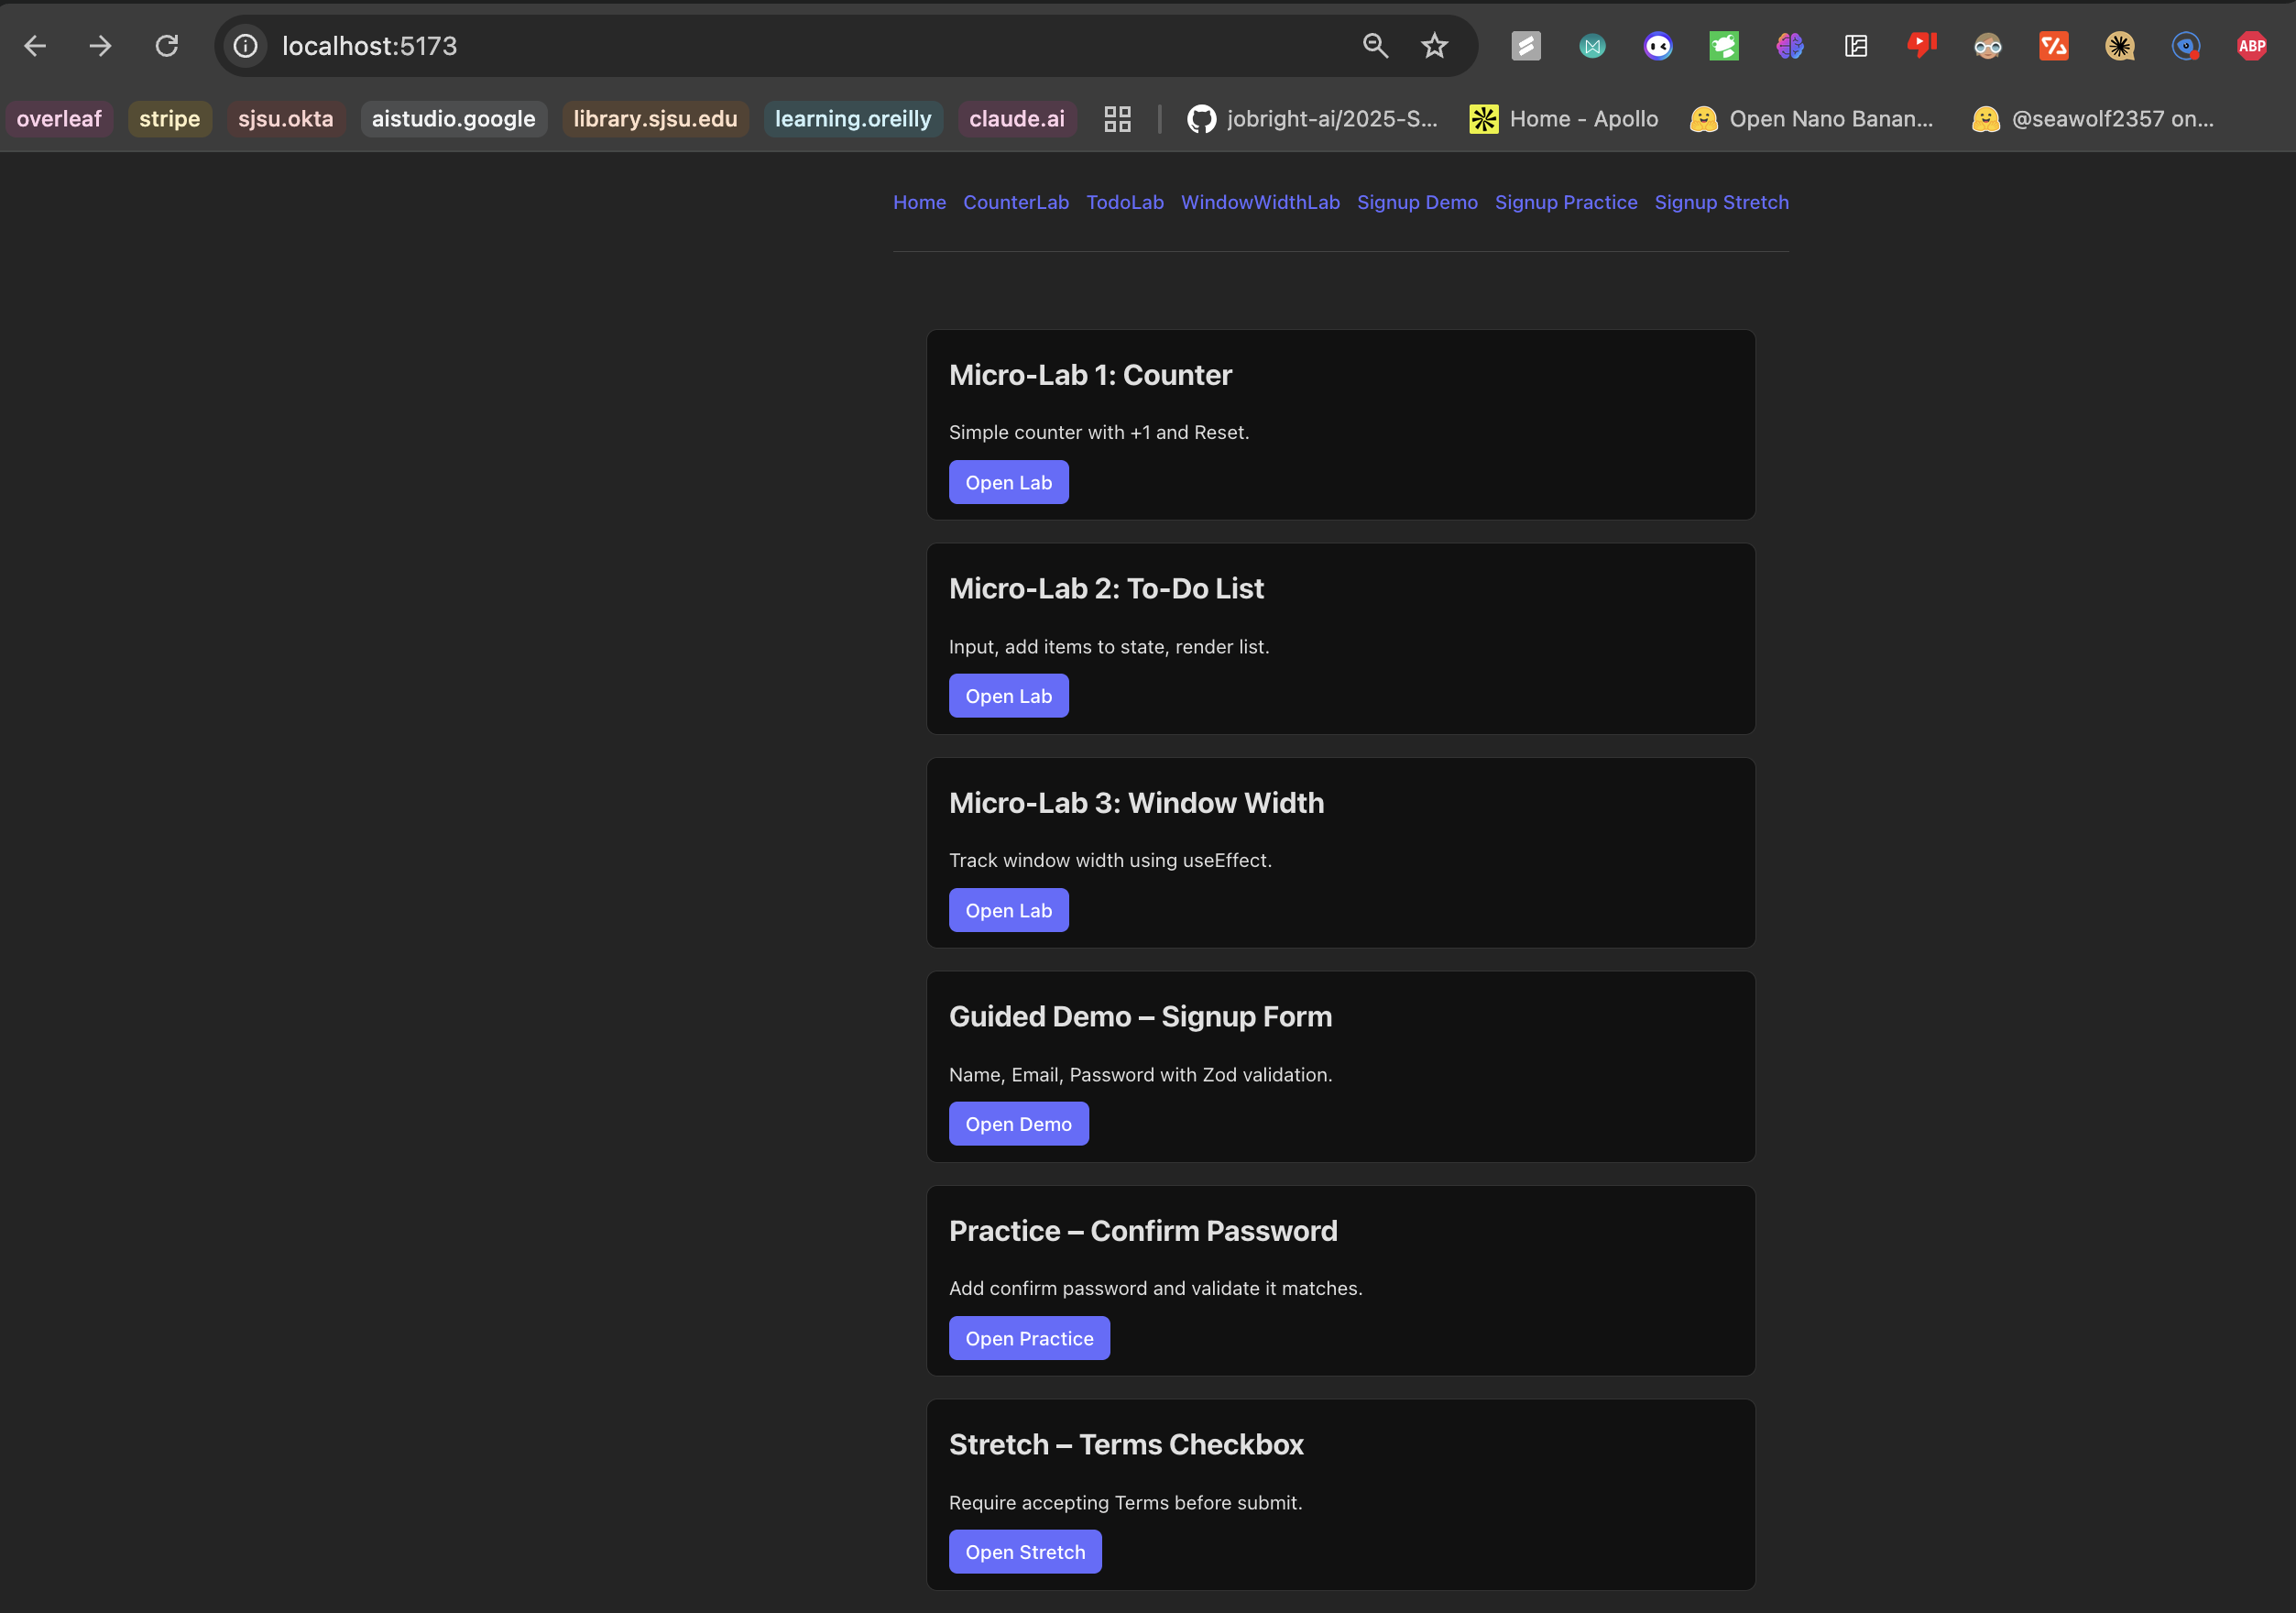 localhost:5173
ABP
overleaf stripe sjsu.okta aistudio.google library.sjsu.edu learning.oreilly claude.ai jobright-ai/2025-S... Home - Apollo Open Nano Banan... @seawolf2357 on...
Home CounterLab TodoLab WindowWidthLab Signup Demo Signup Practice Signup Stretch
Micro-Lab 1: Counter
Simple counter with +1 and Reset.
Open Lab
Micro-Lab 2: To-Do List
Input, add items to state, render list.
Open Lab
Micro-Lab 3: Window Width
Track window width using useEffect.
Open Lab
Guided Demo – Signup Form
Name, Email, Password with Zod validation.
Open Demo
Practice – Confirm Password
Add confirm password and validate it matches.
Open Practice
Stretch – Terms Checkbox
Require accepting Terms before submit.
Open Stretch